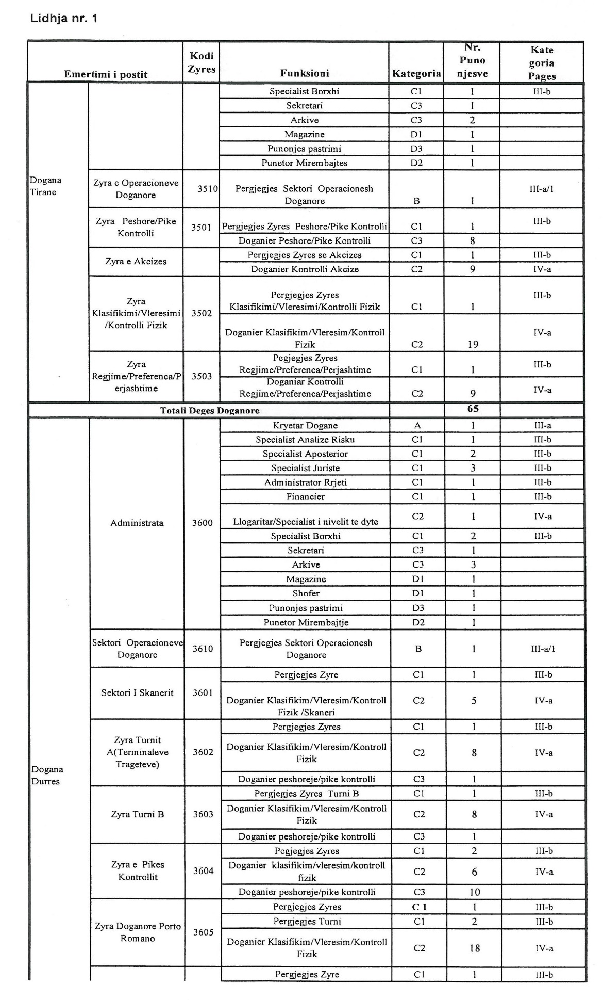 Lidhja nr. 1
Emertimi i postit Kodi Zyres Funksioni Kategoria Nr. Puno njesve Kate goria Pages
Specialist Borxhi C1 1 III-b
Sekretari C3 1
Arkive C3 2
Magazine D1 1
Punonjes pastrimi D3 1
Punetor Mirembajtes D2 1
Dogana
Tirane
Zyra e Operacioneve
Doganore
3510
Pergjegjes Sektori Operacionesh
Doganore B 1 III-a/1
Zyra Peshore/Pike
Kontrolli
3501
Pergjegjes Zyres Peshore/Pike Kontrolli C1 1 III-b
Doganier Peshore/Pike Kontrolli C3 8
Zyra e Akcizes
Pergjegjes Zyres se Akcizes C1 1 III-b
Doganier Kontrolli Akcize C2 9 IV-a
Zyra
Klasifikimi/Vleresimi
/Kontrolli Fizik
3502
Pergjegjes Zyres
Klasifikimi/Vleresimi/Kontrolli Fizik C1 1 III-b
Doganier Klasifikim/Vleresim/Kontroll
Fizik C2 19 IV-a
Zyra
Regjime/Preferenca/P
erjashtime
3503
Pegjegjes Zyres
Regjime/Preferenca/Perjashtime C1 1 III-b
Doganiar Kontrolli
Regjime/Preferenca/Perjashtime C2 9 IV-a
Totali Deges Doganore 65
Dogana
Durres
Administrata
3600
Kryetar Dogane A 1 III-a
Specialist Analize Risku C1 1 III-b
Specialist Aposterior C1 2 III-b
Specialist Juriste C1 3 III-b
Administrator Rrjeti C1 1 III-b
Financier C1 1 III-b
Llogaritar/Specialist i nivelit te dyte C2 1 IV-a
Specialist Borxhi C1 2 III-b
Sekretari C3 1
Arkive C3 3
Magazine D1 1
Shofer D1 1
Punonjes pastrimi D3 1
Punetor Mirembajtje D2 1
Sektori Operacioneve
Doganore
3610
Pergjegjes Sektori Operacionesh
Doganore B 1 III-a/1
Sektori I Skanerit
3601
Pergjegjes Zyre C1 1 III-b
Doganier Klasifikim/Vleresim/Kontroll
Fizik /Skaneri C2 5 IV-a
Zyra Turnit
A(Terminaleve
Trageteve)
3602
Pergjegjes Zyres C1 1 III-b
Doganier Klasifikim/Vleresim/Kontroll
Fizik C2 8 IV-a
Doganier peshoreje/pike kontrolli C3 1
Zyra Turni B
3603
Pergjegjes Zyres Turni B C1 1 III-b
Doganier Klasifikim/Vleresim/Kontroll
Fizik C2 8 IV-a
Doganier peshoreje/pike kontrolli C3 1
Zyra e Pikes
Kontrollit
3604
Pegjegjes Zyres C1 2 III-b
Doganier klasifikim/vleresim/kontroll
fizik C2 6 IV-a
Doganier peshoreje/pike kontrolli C3 10
Zyra Doganore Porto
Romano
3605
Pergjegjes Zyres C 1 1 III-b
Pergjegjes Turni C1 2 III-b
Doganier Klasifikim/Vleresim/Kontroll
Fizik C2 18 IV-a
Pergjegjes Zyre C1 1 III-b